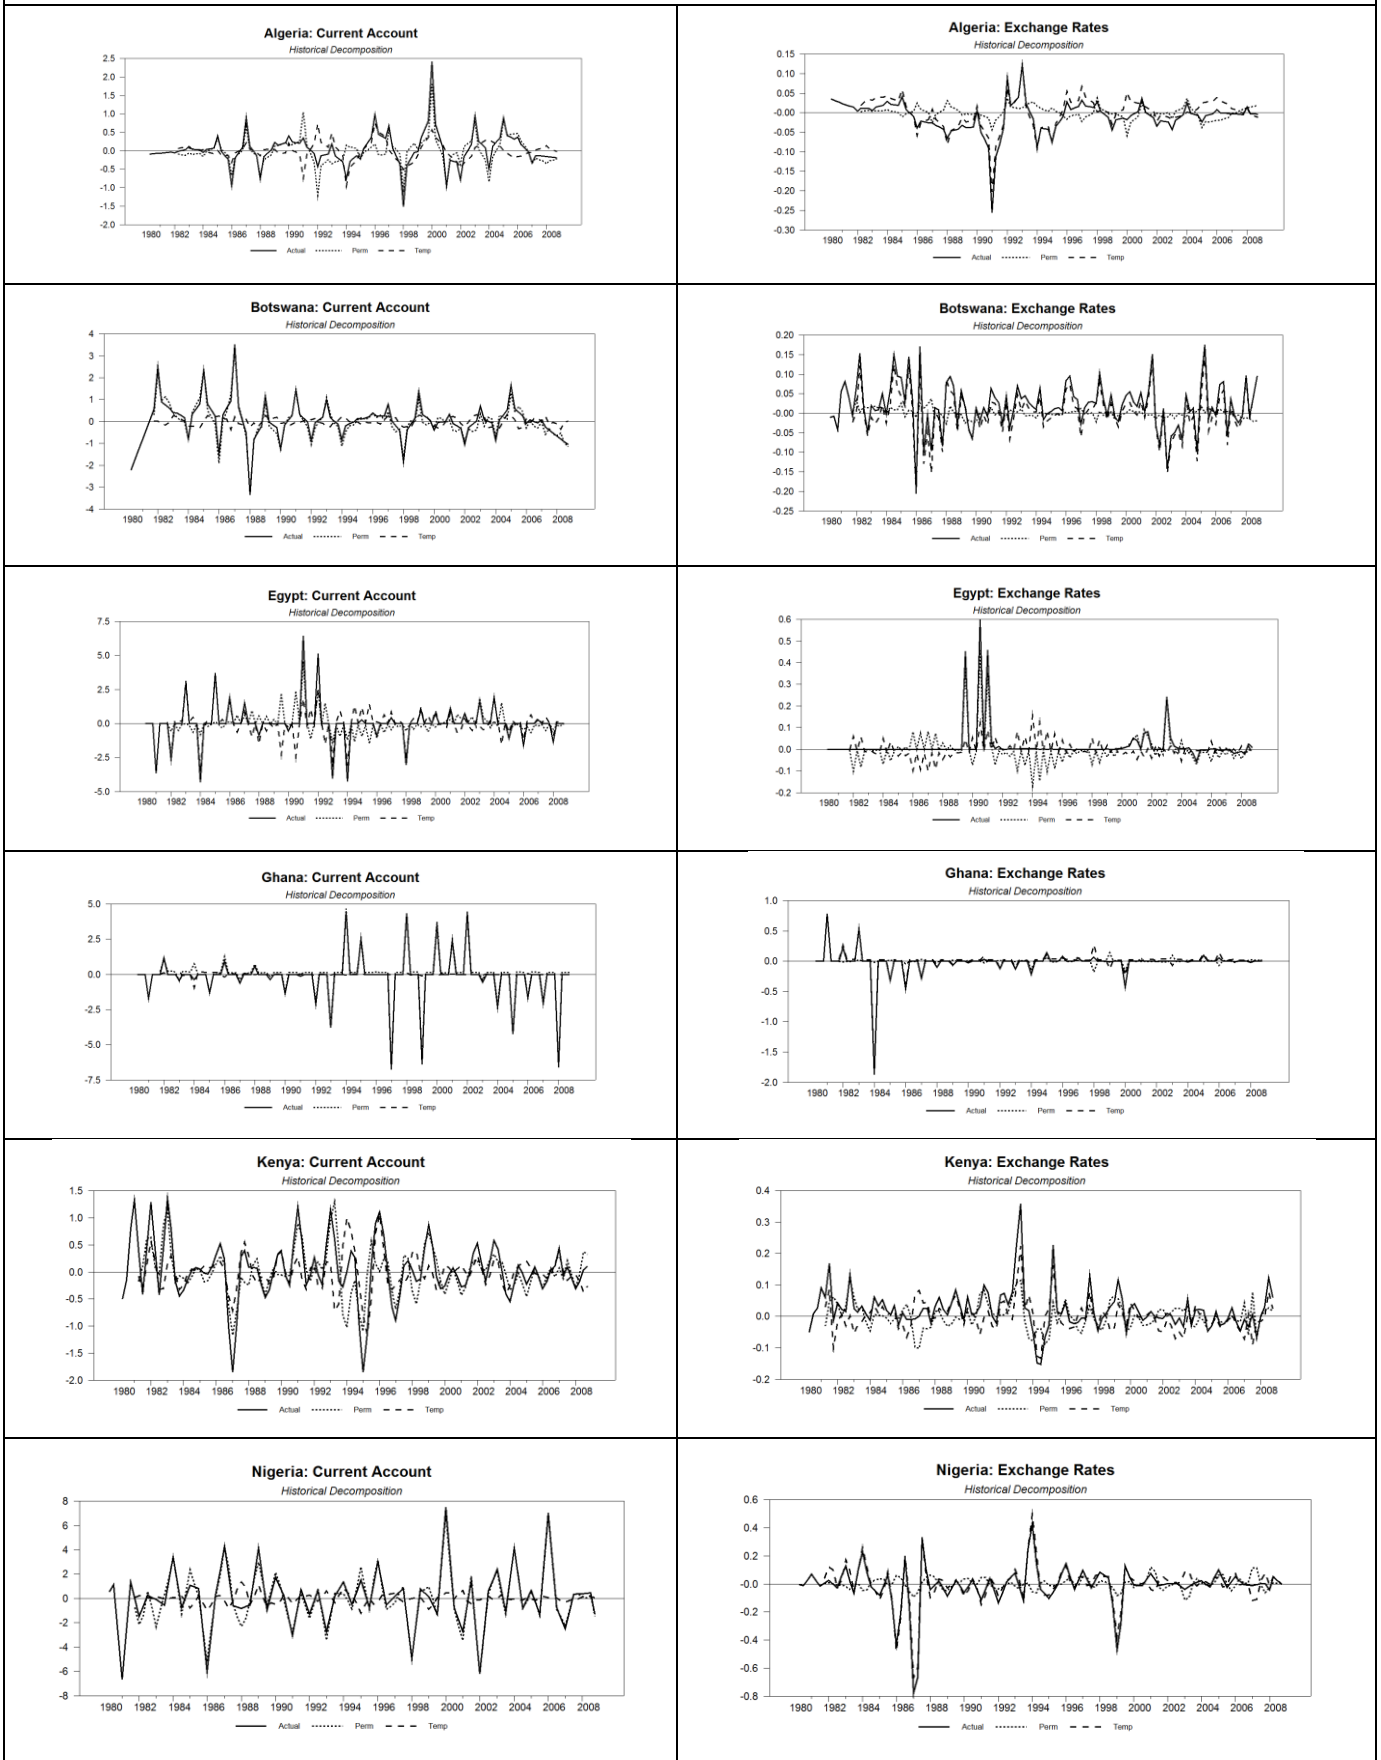 Algeria: Current Account
Historical Decomposition
2.5
2.0
1.5
1.0
0.5
0.0
-0.5
-1.0
-1.5
-2.0
1980 1982 1984 1986 1988 1991 1992 1994 1996 1998 2000 2002 2004 2006 2008
Actual Perm Temp
Algeria: Exchange Rates
Historical Decomposition
0.15
0.10
0.05
-0.00
-0.05
-0.10
-0.15
-0.20
-0.25
-0.30
1980 1982 1984 1986 1988 1990 1991 1993 1994 1996 1998 2000 2002 2004 2006 2008
Actual Perm Temp
Botswana: Current Account
Historical Decomposition
4
3
2
1
0
-1
-2
-3
-4
1980 1982 1984 1986 1988 1990 1992 1994 1996 1998 2000 2002 2004 2006 2008
Actual Perm Temp
Botswana: Exchange Rates
Historical Decomposition
0.20
0.15
0.10
0.05
-0.00
-0.05
-0.10
-0.15
-0.20
-0.25
1980 1982 1984 1986 1988 1990 1992 1994 1996 1998 2000 2002 2004 2006 2008
Actual Perm Temp
Egypt: Current Account
Historical Decomposition
7.5
5.0
2.5
0.0
-2.5
-5.0
1980 1982 1984 1986 1988 1990 1992 1994 1996 1998 2000 2002 2004 2006 2008
Actual Perm Temp
Egypt: Exchange Rates
Historical Decomposition
0.6
0.5
0.4
0.3
0.2
0.1
0.0
-0.1
-0.2
1980 1982 1984 1986 1988 1990 1992 1994 1996 1998 2000 2002 2004 2006 2008
Actual Perm Temp
Ghana: Current Account
Historical Decomposition
5.0
2.5
0.0
-2.5
-5.0
-7.5
1980 1982 1984 1986 1988 1990 1992 1994 1996 1998 2000 2002 2004 2006 2008
Actual Perm Temp
Ghana: Exchange Rates
Historical Decomposition
1.0
0.5
0.0
-0.5
-1.0
-1.5
-2.0
1980 1982 1984 1986 1988 1990 1992 1994 1996 1998 2000 2002 2004 2006 2008
Actual Perm Temp
Kenya: Current Account
Historical Decomposition
1.5
1.0
0.5
0.0
-0.5
-1.0
-1.5
-2.0
1980 1982 1984 1986 1988 1990 1992 1994 1996 1998 2000 2002 2004 2006 2008
Actual Perm Temp
Kenya: Exchange Rates
Historical Decomposition
0.4
0.3
0.2
0.1
0.0
-0.1
-0.2
1980 1982 1984 1986 1988 1990 1992 1994 1996 1998 2000 2002 2004 2006 2008
Actual Perm Temp
Nigeria: Current Account
Historical Decomposition
8
6
4
2
0
-2
-4
-6
-8
1980 1982 1984 1986 1988 1990 1992 1994 1996 1998 2000 2002 2004 2006 2008
Actual Perm Temp
Nigeria: Exchange Rates
Historical Decomposition
0.6
0.4
0.2
-0.0
-0.2
-0.4
-0.6
-0.8
1980 1982 1984 1986 1988 1990 1992 1994 1996 1998 2000 2002 2004 2006 2008
Actual Perm Temp